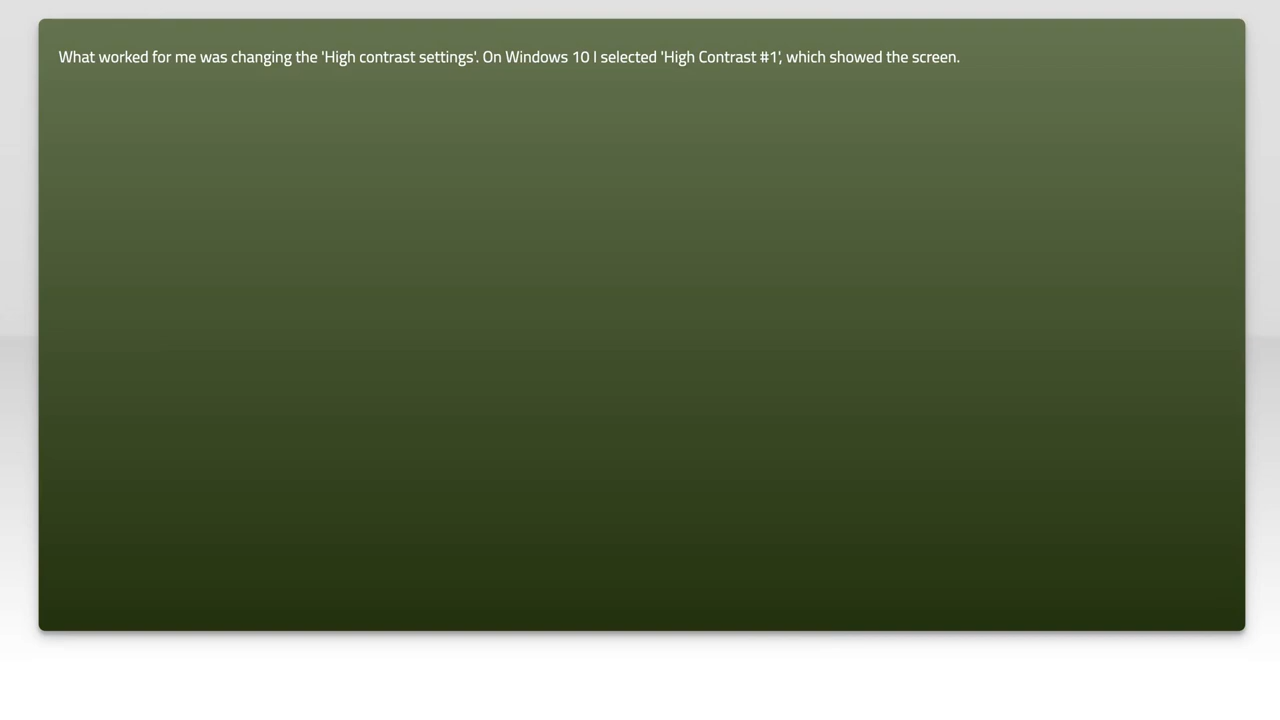 What worked for me was changing the 'High contrast settings'. On Windows 10 I selected 'High Contrast #1', which showed the screen.